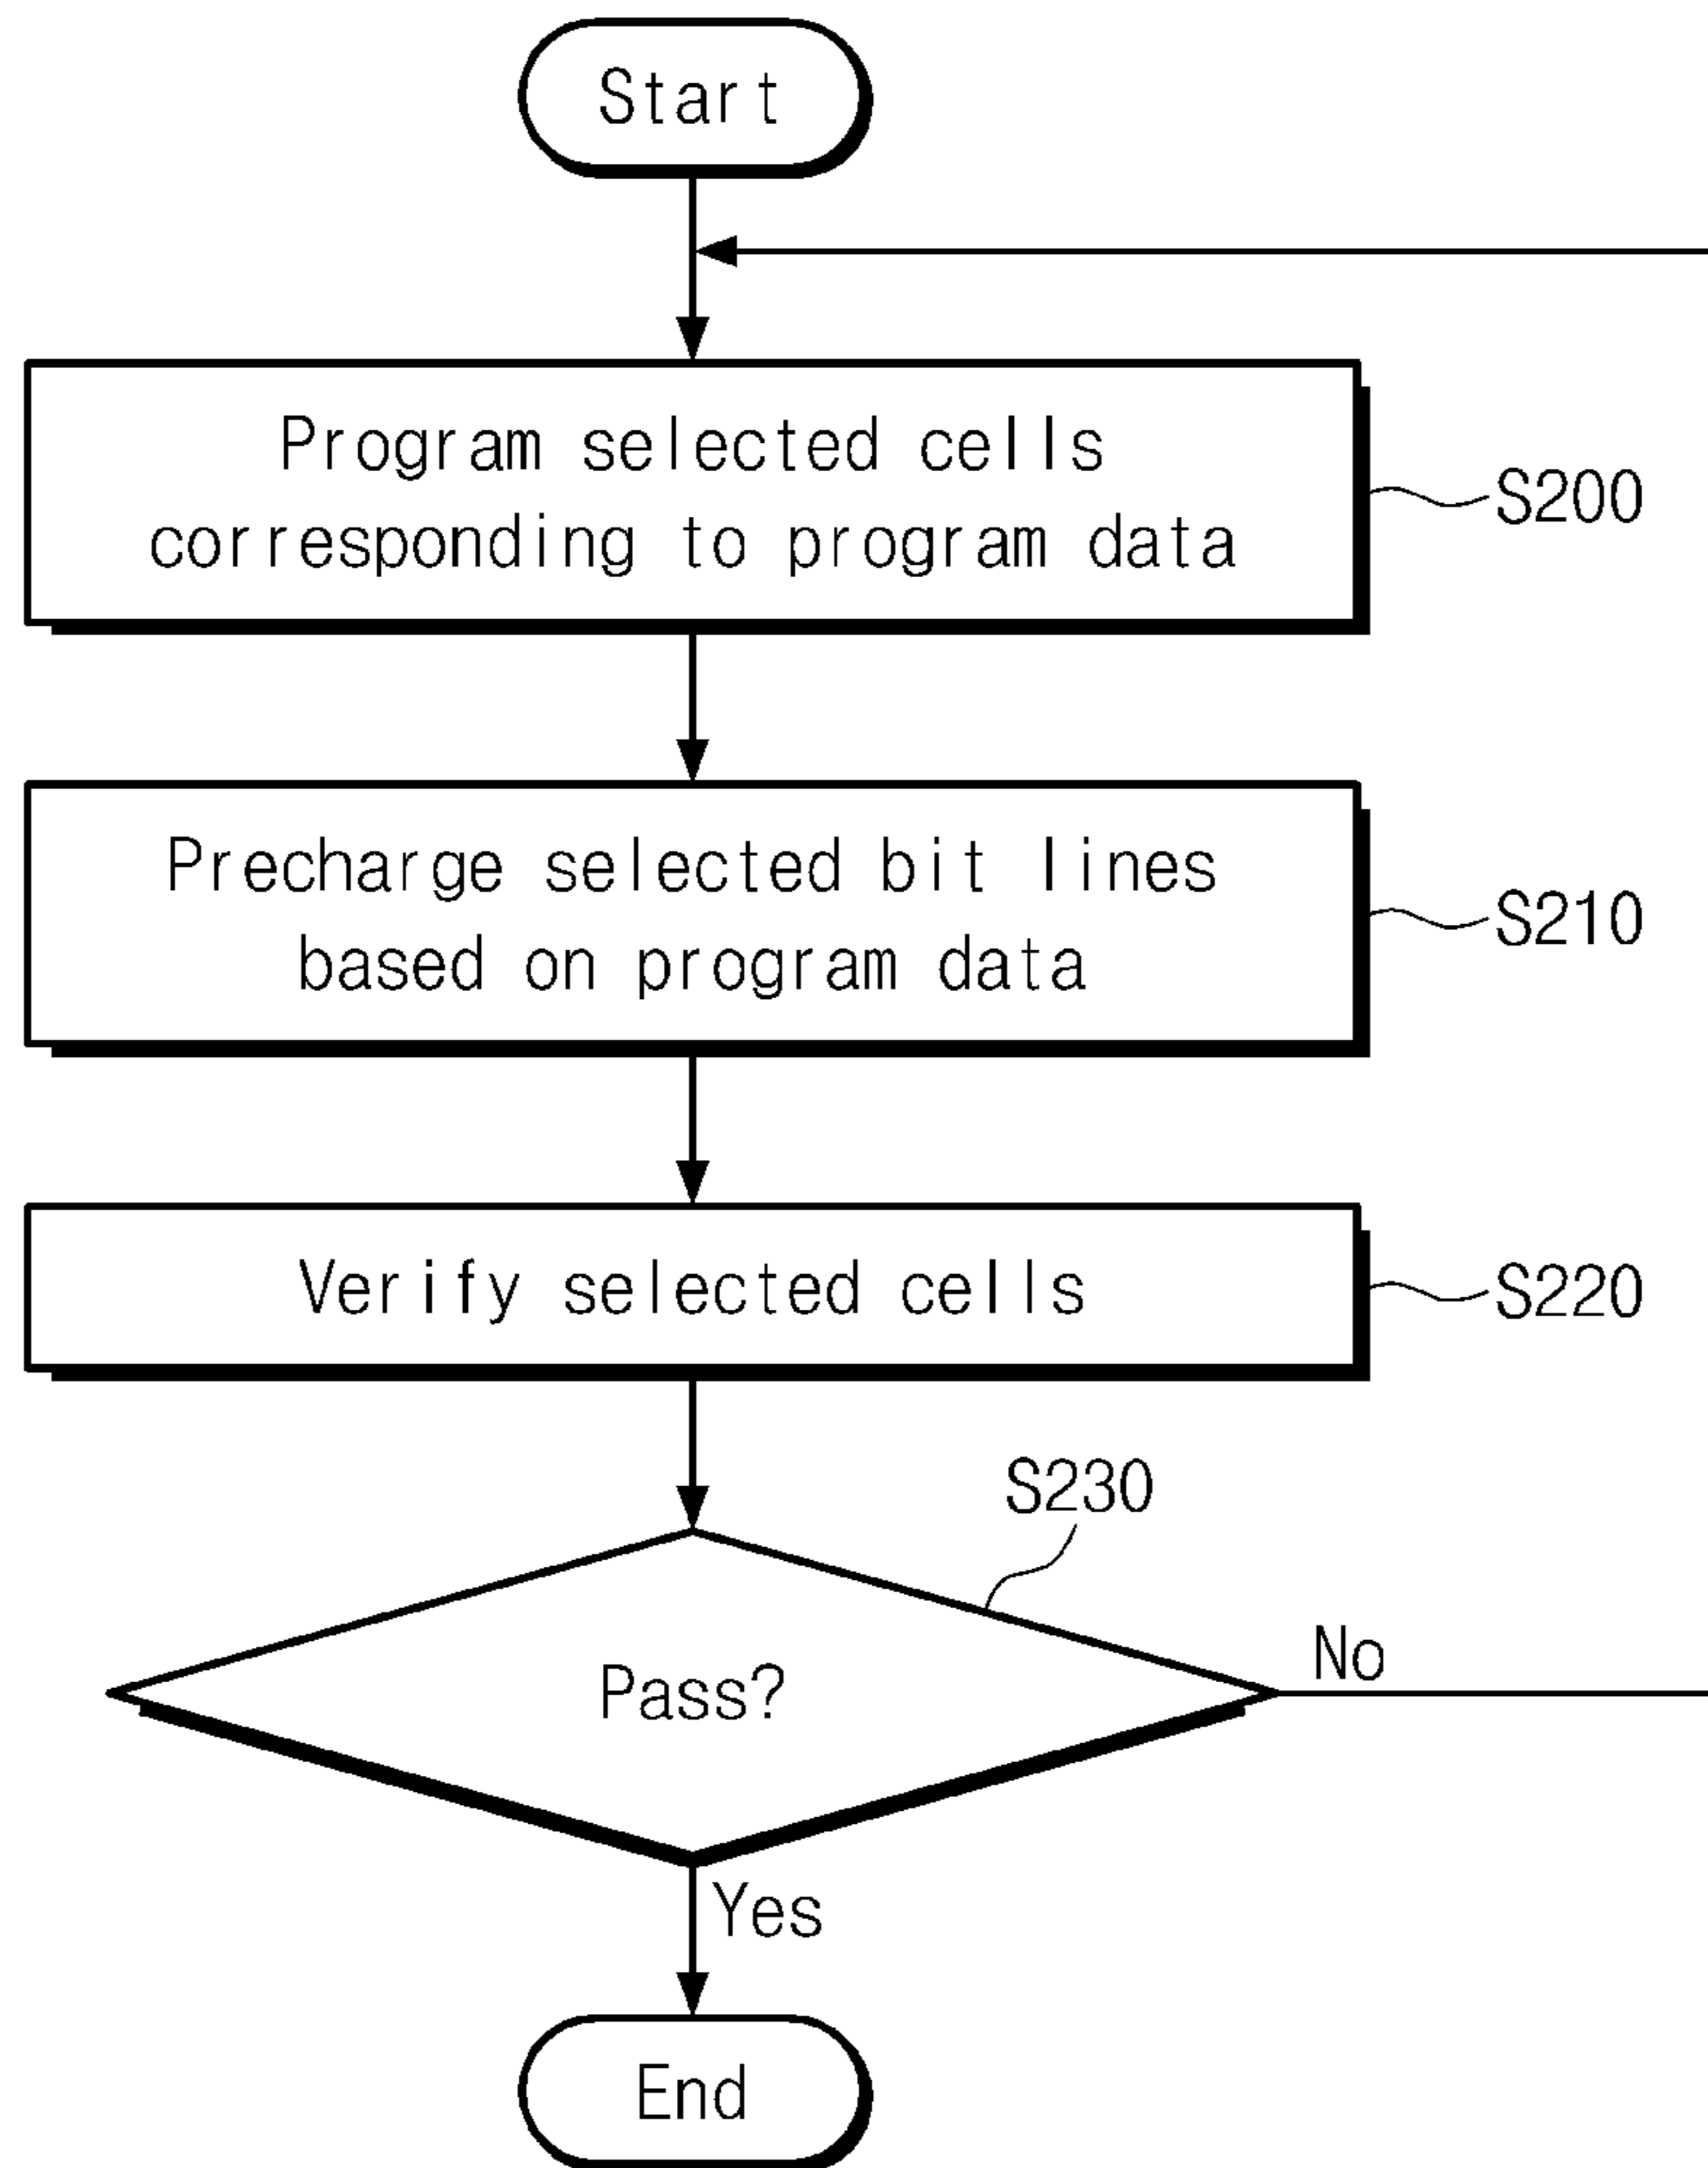 Start
Program selected cells
corresponding to program data
S200
Precharge selected bit lines
based on program data
S210
Verify selected cells
S220
S230
Pass?
No
Yes
End